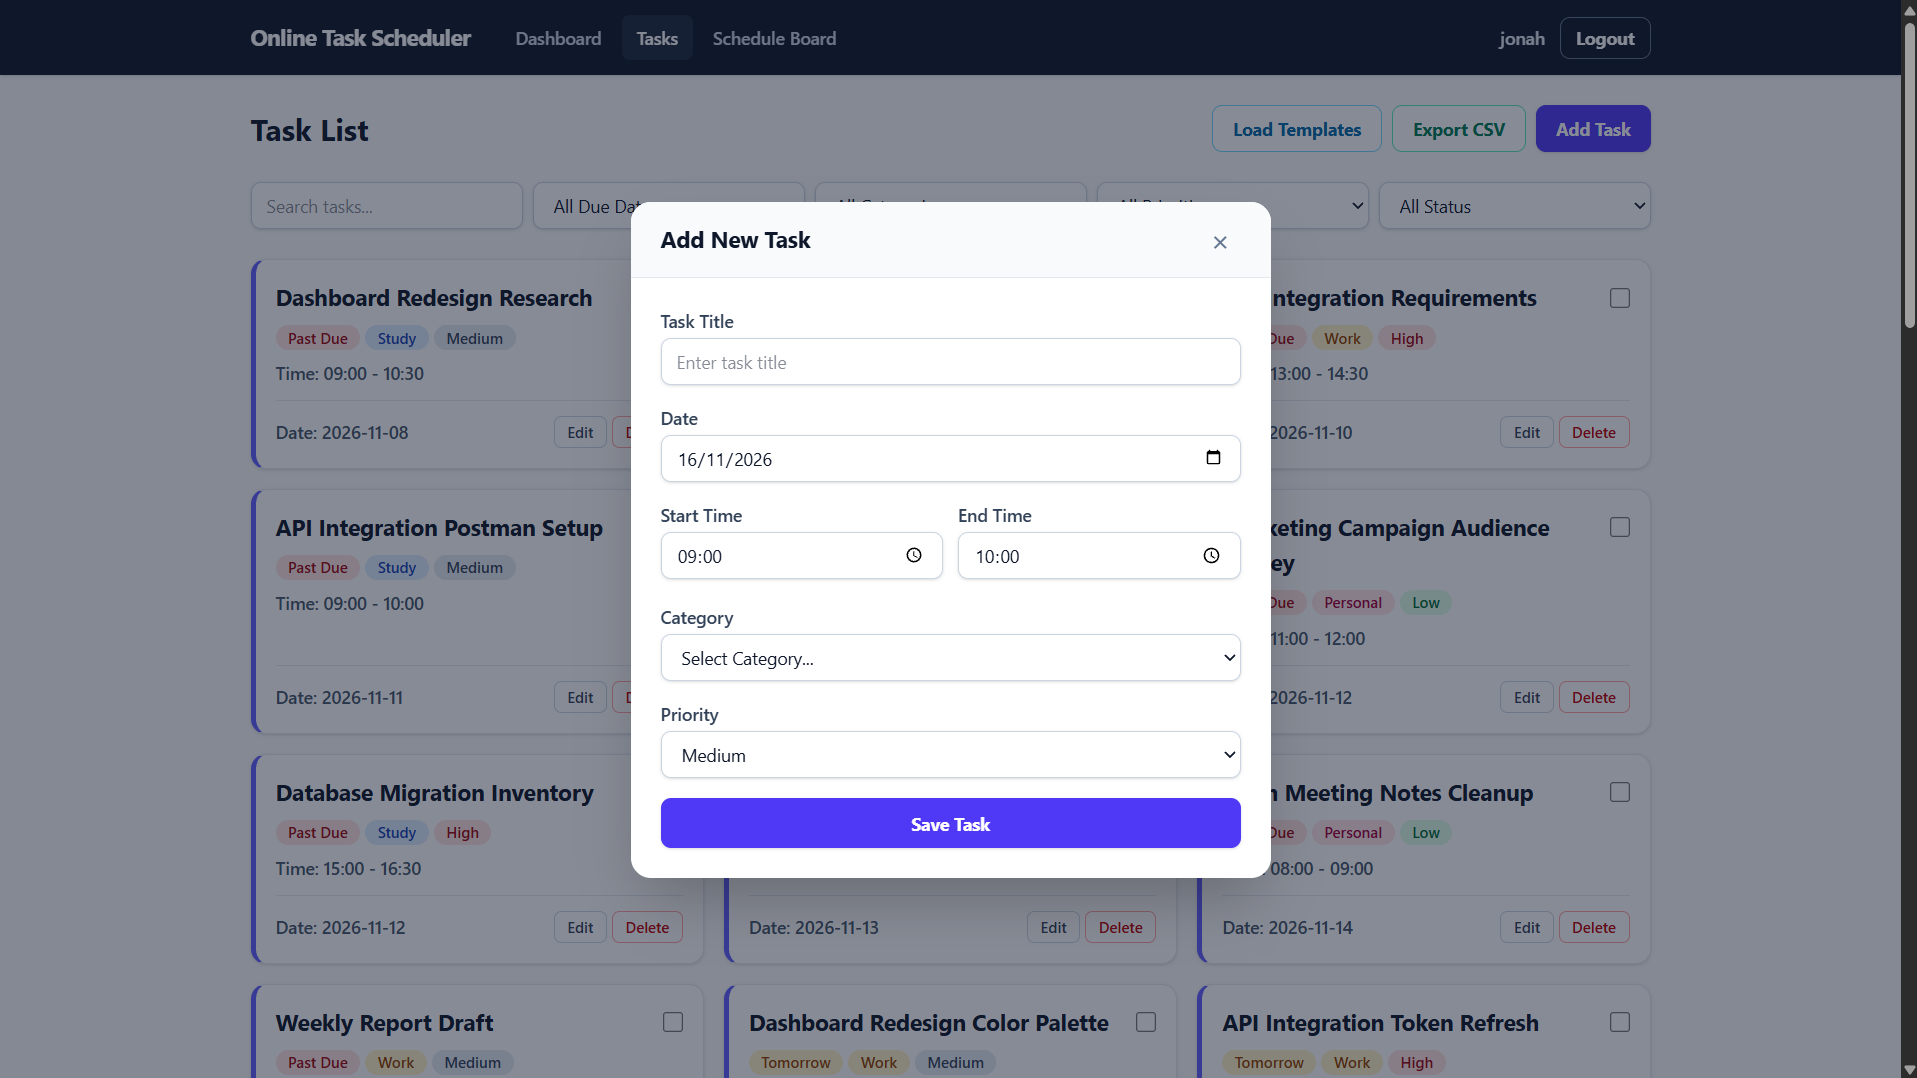 Online Task Scheduler
Dashboard
Tasks
Schedule Board
jonah
Logout
Task List
Load Templates
Export CSV
Add Task
Search tasks...
All Due
All Status
Add New Task
Task Title
Enter task title
Date
16/11/2026
Start Time
End Time
09:00
10:00
Category
Select Category...
Priority
Medium
Save Task
Dashboard Redesign Research
Past Due
Study
Medium
Time: 09:00 - 10:30
Date: 2026-11-08
Edit
ntegration Requirements
Due
Work
High
13:00 - 14:30
2026-11-10
Edit
Delete
API Integration Postman Setup
Past Due
Study
Medium
Time: 09:00 - 10:00
Date: 2026-11-11
Edit
keting Campaign Audience
ey
Due
Personal
Low
11:00 - 12:00
2026-11-12
Edit
Delete
Database Migration Inventory
Past Due
Study
High
Time: 15:00 - 16:30
Date: 2026-11-12
Edit
Delete
Date: 2026-11-13
Edit
Delete
Meeting Notes Cleanup
Due
Personal
Low
08:00 - 09:00
Date: 2026-11-14
Edit
Delete
Weekly Report Draft
Past Due
Work
Medium
Dashboard Redesign Color Palette
Tomorrow
Work
Medium
API Integration Token Refresh
Tomorrow
Work
High